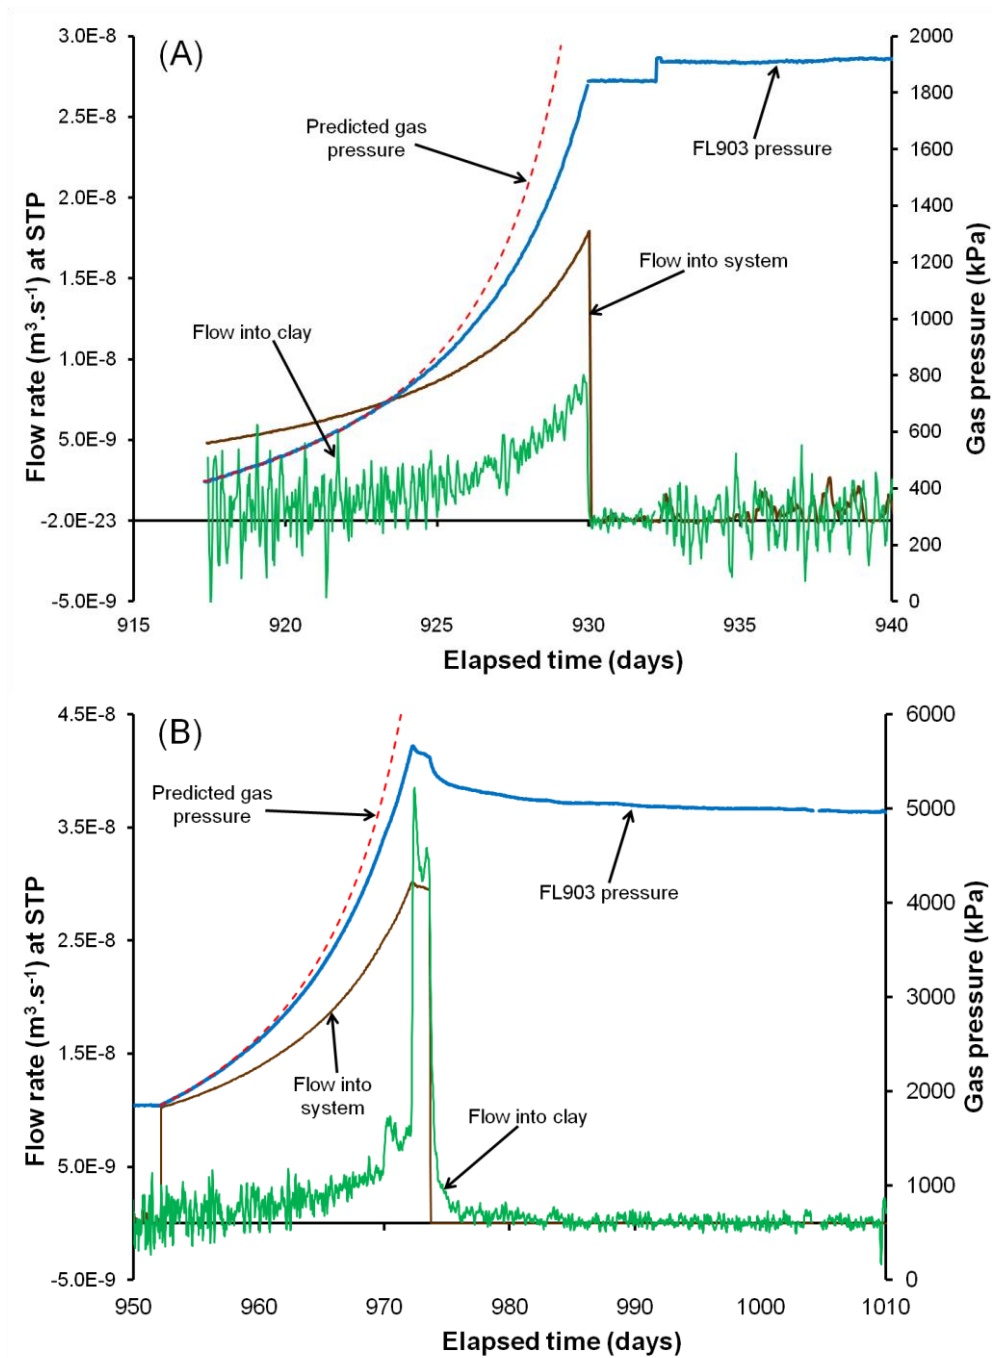 (A)
3.0E-8
2.5E-8
2.0E-8
1.5E-8
1.0E-8
5.0E-9
-2.0E-23
-5.0E-9
Flow rate (m³.s⁻¹) at STP
2000
1800
1600
1400
1200
1000
800
600
400
200
0
Gas pressure (kPa)
Predicted gas
pressure
FL903 pressure
Flow into system
Flow into clay
915
920
925
930
935
940
Elapsed time (days)
(B)
4.5E-8
3.5E-8
2.5E-8
1.5E-8
5.0E-9
-5.0E-9
Flow rate (m³.s⁻¹) at STP
6000
5000
4000
3000
2000
1000
0
Gas pressure (kPa)
Predicted gas
pressure
FL903 pressure
Flow into
system
Flow into clay
950
960
970
980
990
1000
1010
Elapsed time (days)